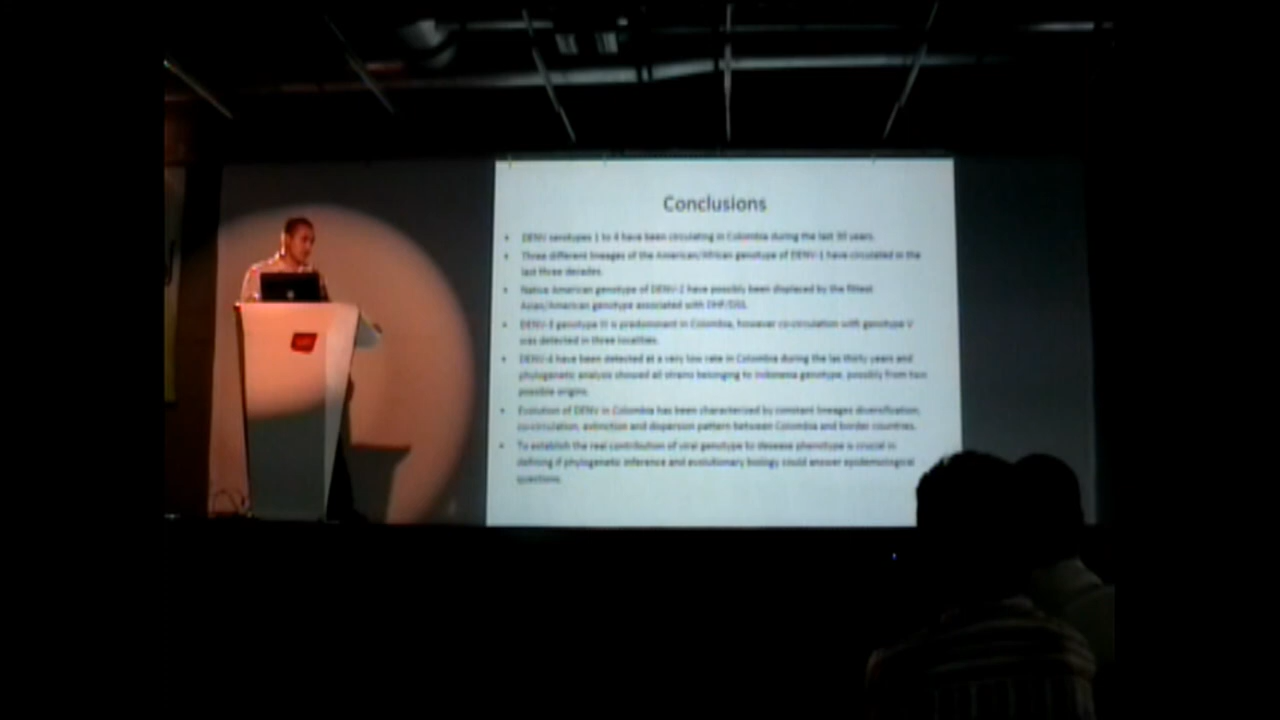 Conclusions
• DENV serotypes 1 to 4 have been circulating in Colombia during the last 30 years.
• Three different lineages of the American/African genotype of DENV-1 have circulated in the
last three decades.
• Native American genotype of DENV-2 have possibly been displaced by the fittest
Asian/American genotype associated with DHF/DSS.
• DENV-3 genotype III is predominant in Colombia, however co-circulation with genotype V
was detected in three localities.
• DENV-4 have been detected at a very low rate in Colombia during the las thirty years and
phylogenetic analysis showed all strains belonging to Indonesia genotype, possibly from two
possible origins.
• Evolution of DENV in Colombia has been characterized by constant lineages diversification,
co-circulation, extinction and dispersion pattern between Colombia and border countries.
• To establish the real contribution of viral genotype to desease phenotype is crucial in
defining if phylogenetic inference and evolutionary biology could answer epidemiological
questions.